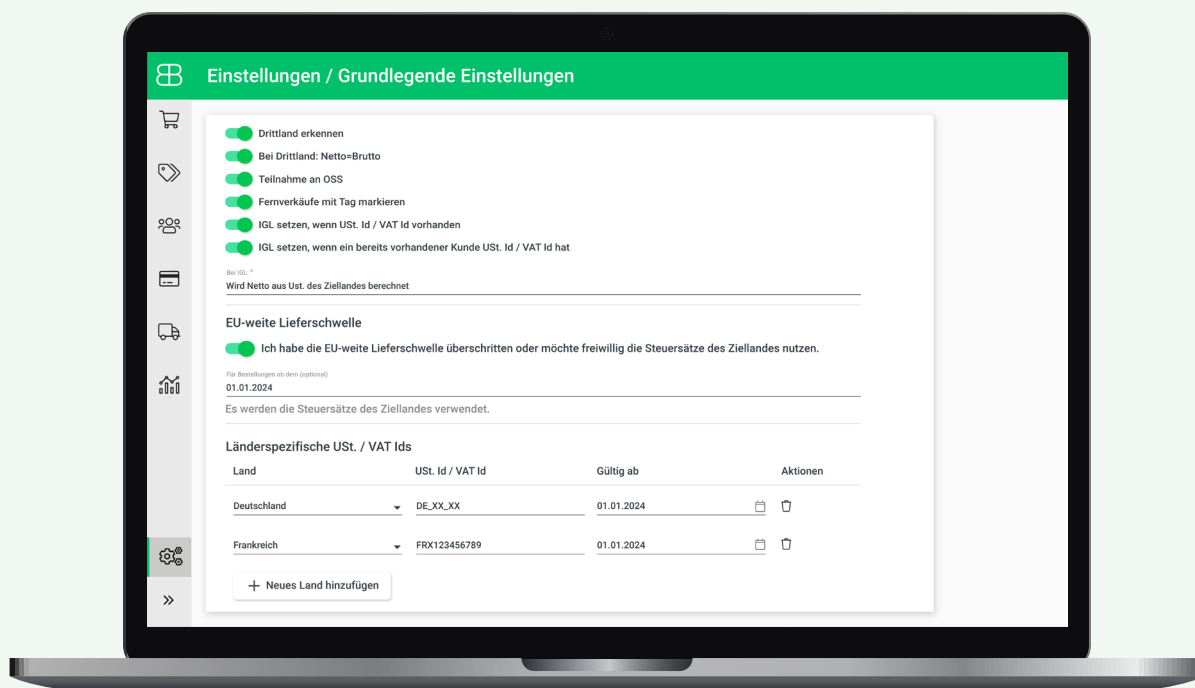 Einstellungen / Grundlegende Einstellungen
Drittland erkennen
Bei Drittland: Netto=Brutto
Teilnahme an OSS
Fernverkäufe mit Tag markieren
IGL setzen, wenn USt. Id / VAT Id vorhanden
IGL setzen, wenn ein bereits vorhandener Kunde USt. Id / VAT Id hat
Bei IGL: *
Wird Netto aus Ust. des Ziellandes berechnet
EU-weite Lieferschwelle
Ich habe die EU-weite Lieferschwelle überschritten oder möchte freiwillig die Steuersätze des Ziellandes nutzen.
Für Bestellungen ab dem (optional)
01.01.2024
Es werden die Steuersätze des Ziellandes verwendet.
Länderspezifische USt. / VAT Ids
Land USt. Id / VAT Id Gültig ab Aktionen
Deutschland DE_XX_XX 01.01.2024
Frankreich FRX123456789 01.01.2024
+ Neues Land hinzufügen